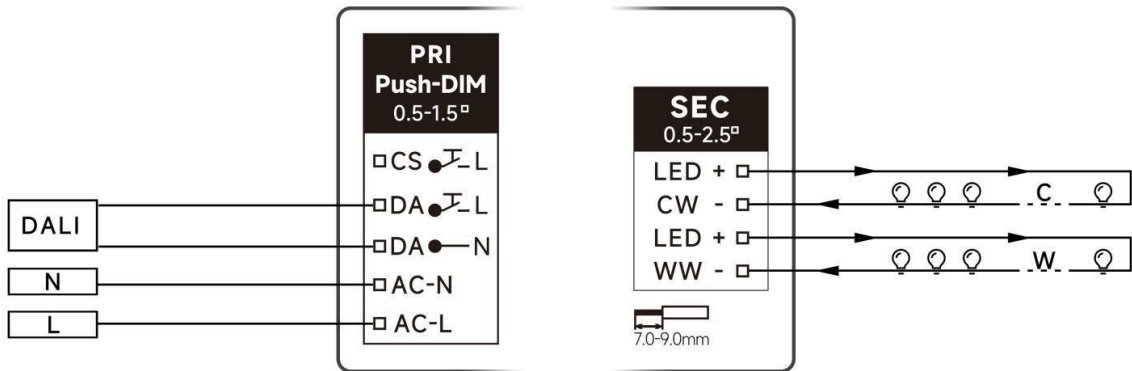 PRI
Push-DIM
0.5-1.5▫
CS L
DA L
DA N
AC-N
AC-L
DALI
N
L
SEC
0.5-2.5▫
LED +
CW -
LED +
WW -
C
W
7.0-9.0mm